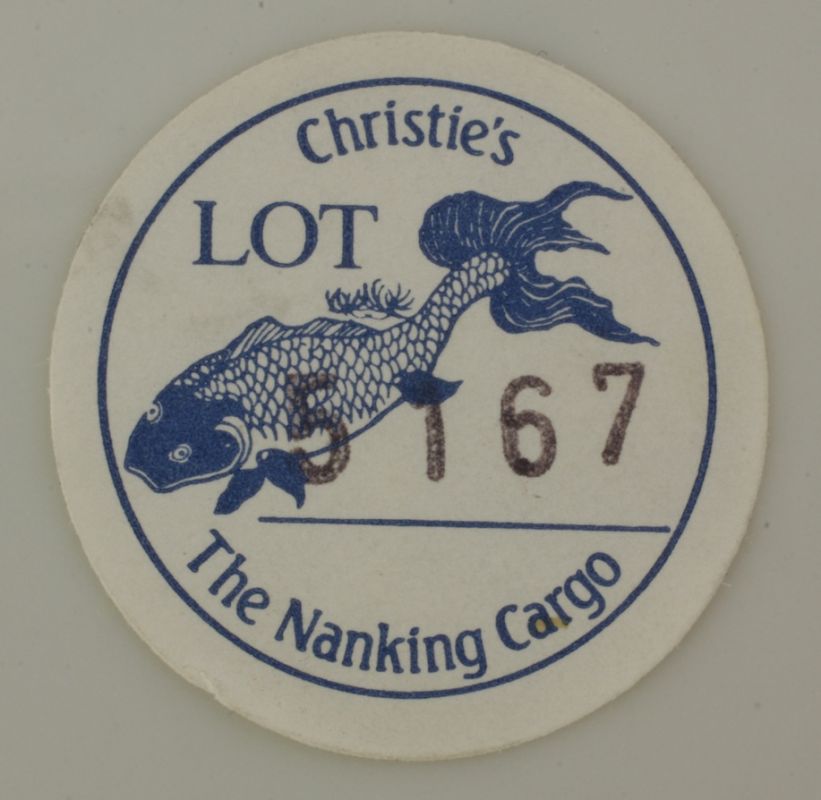 Christie's
LOT
5167
The Nanking Cargo